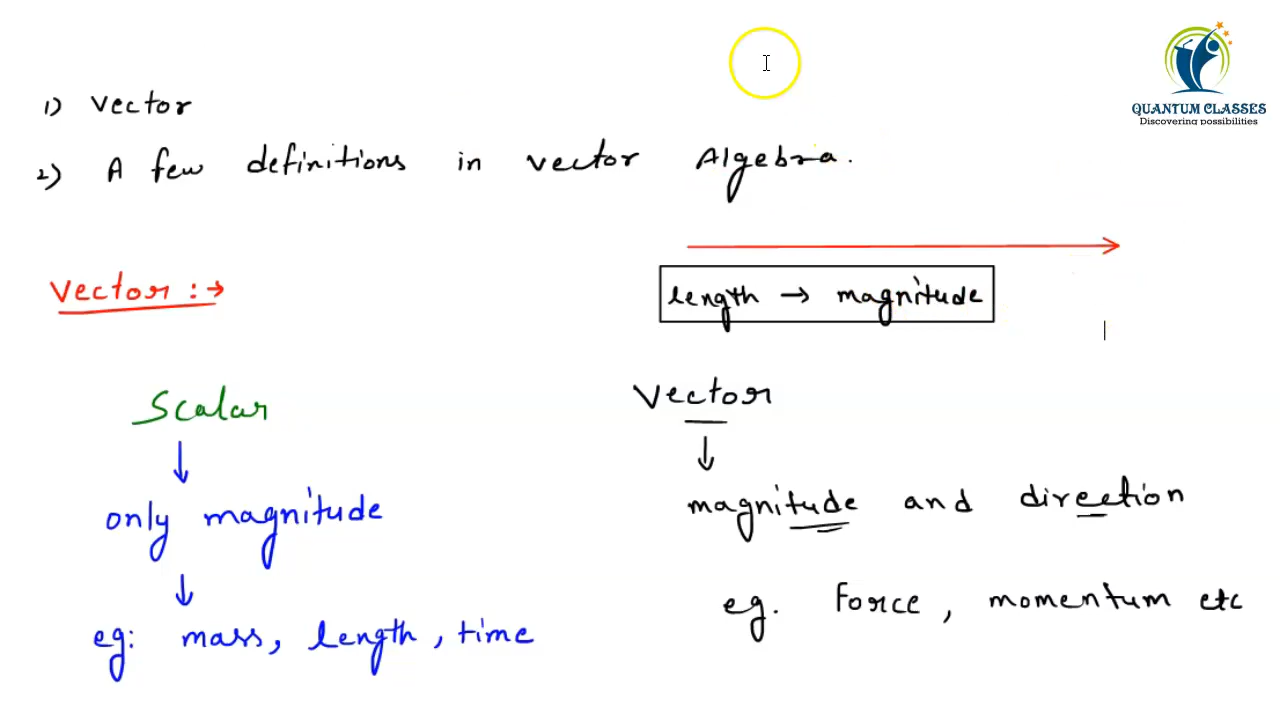 QUANTUM CLASSES
Discovering possibilities
1) Vector
2) A few definitions in vector Algebra.
Vector : →
length → magnitude
Scalar
↓
only magnitude
↓
eg: mass, length, time
Vector
↓
magnitude and direction
eg. Force, momentum etc